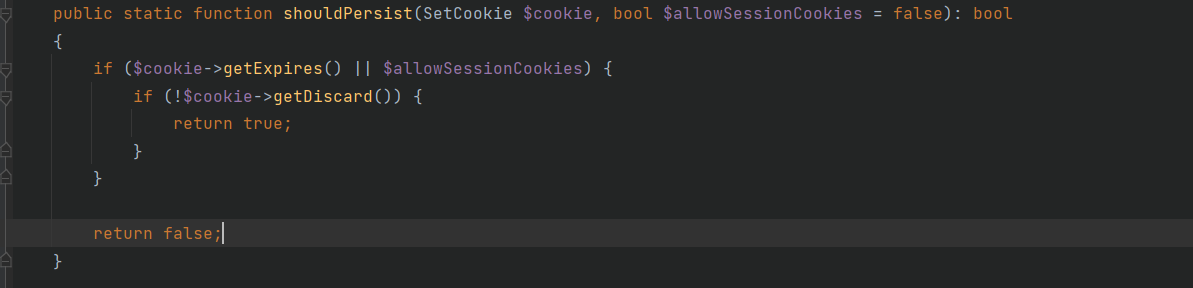 public static function shouldPersist(SetCookie $cookie, bool $allowSessionCookies = false): bool
{
if ($cookie->getExpires() || $allowSessionCookies) {
if (!$cookie->getDiscard()) {
return true;
}
}
return false;
}